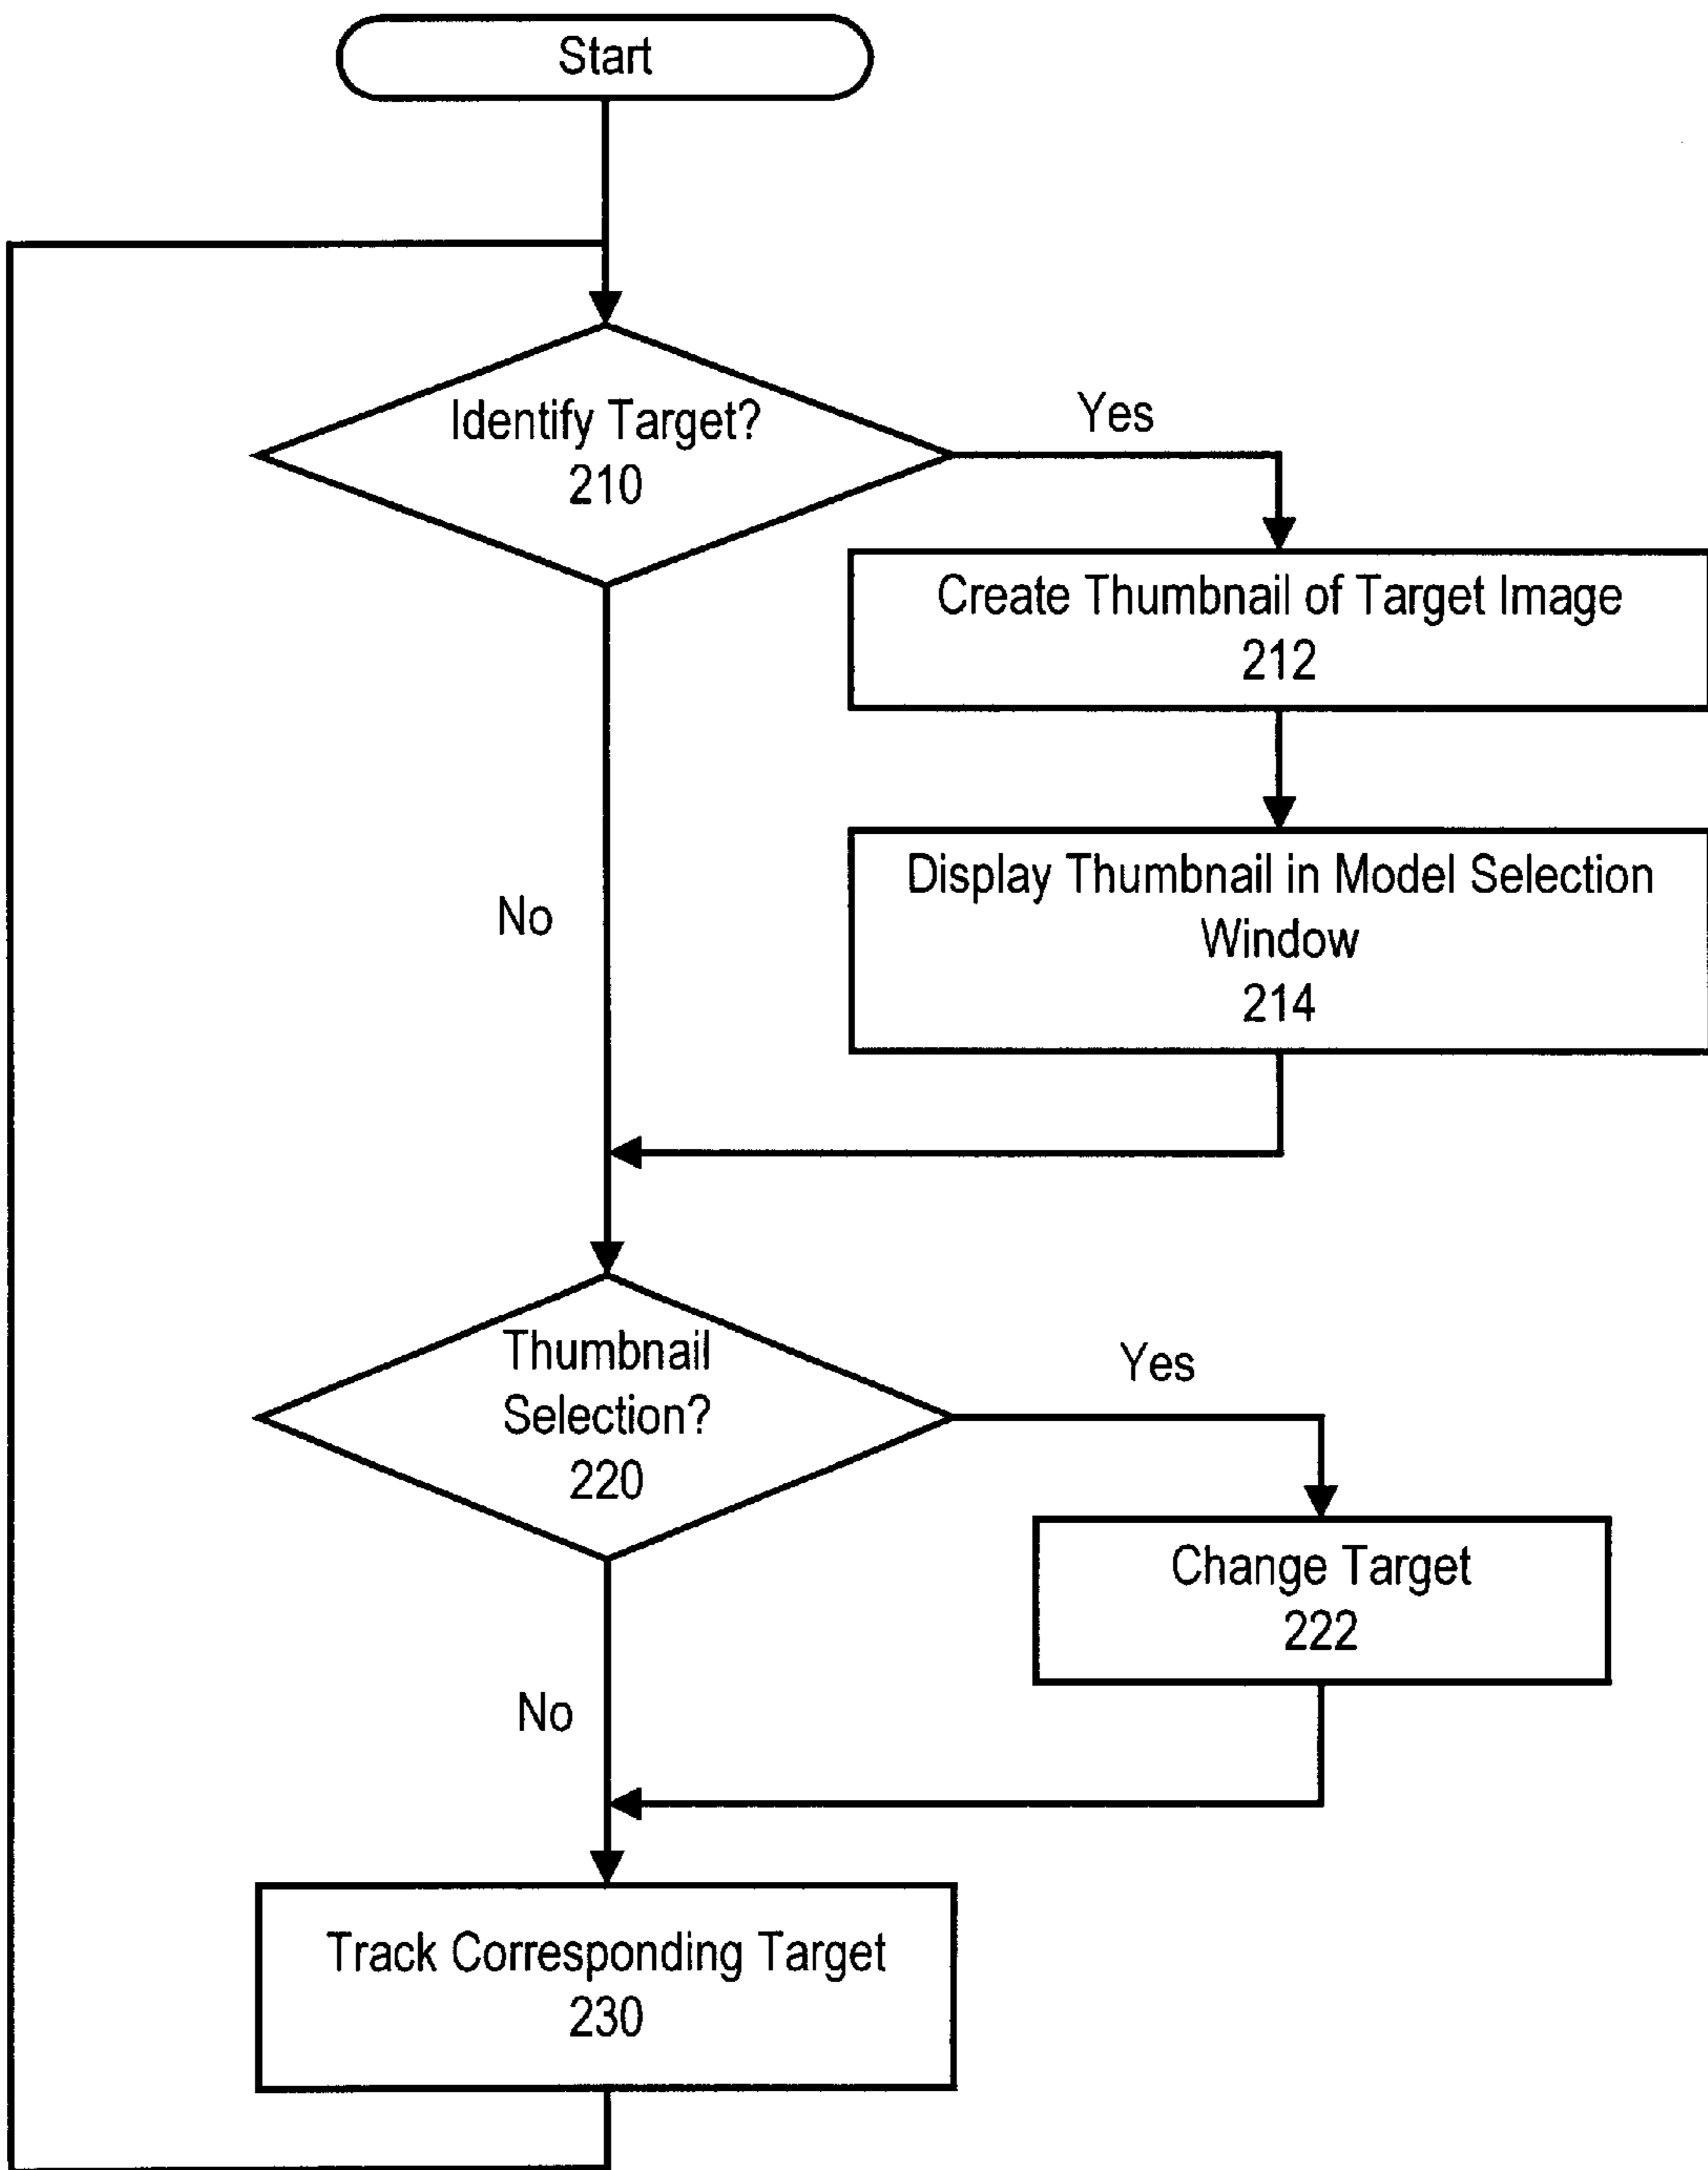 Start
Identify Target?
210
Yes
Create Thumbnail of Target Image
212
Display Thumbnail in Model Selection
Window
214
No
Thumbnail
Selection?
220
Yes
Change Target
222
No
Track Corresponding Target
230